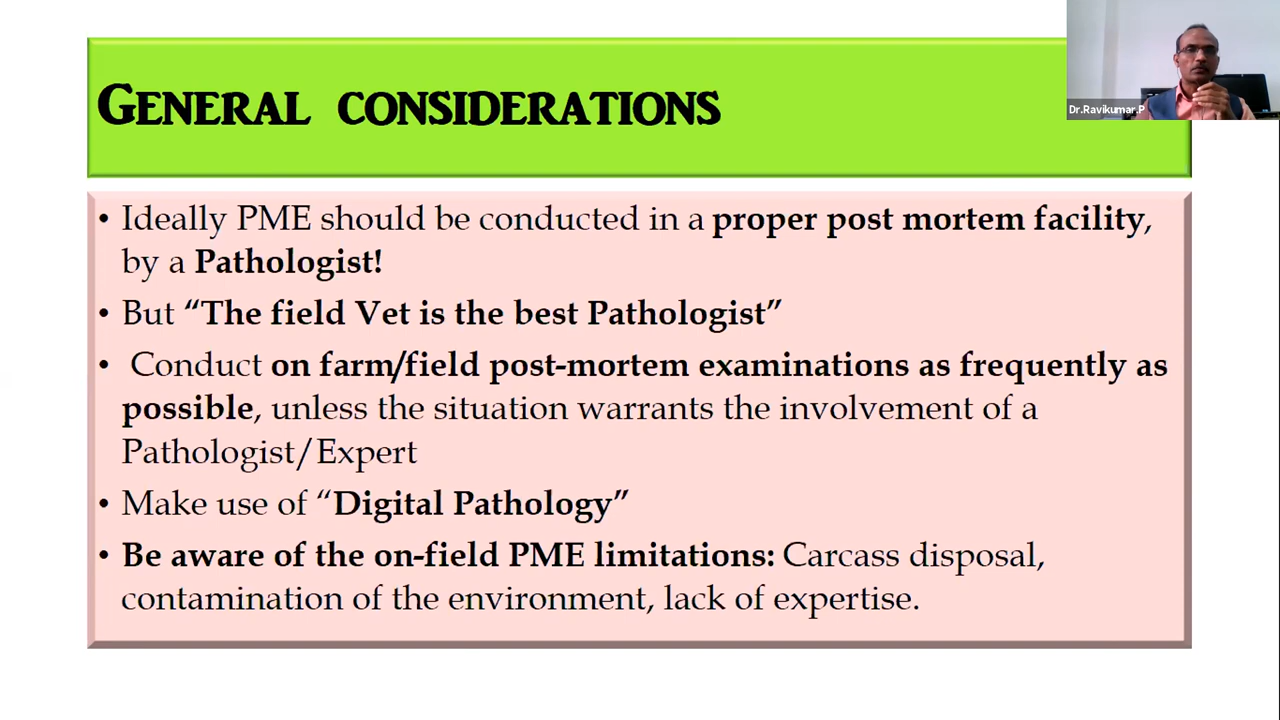 GENERAL CONSIDERATIONS
Dr.Ravikumar.P
• Ideally PME should be conducted in a proper post mortem facility,
by a Pathologist!
• But “The field Vet is the best Pathologist”
• Conduct on farm/field post-mortem examinations as frequently as
possible, unless the situation warrants the involvement of a
Pathologist/Expert
• Make use of “Digital Pathology”
• Be aware of the on-field PME limitations: Carcass disposal,
contamination of the environment, lack of expertise.